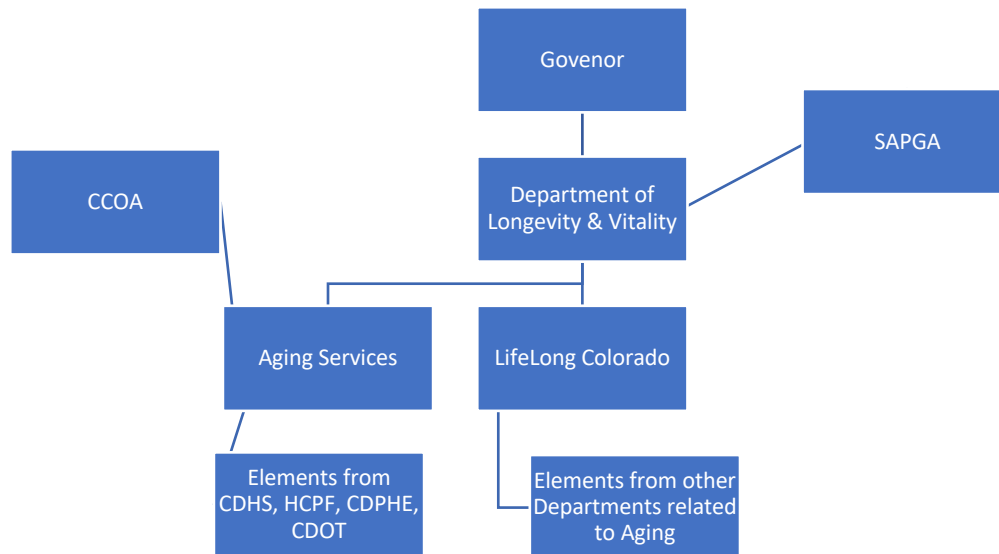 Govenor
SAPGA
CCOA
Department of
Longevity & Vitality
Aging Services
LifeLong Colorado
Elements from
CDHS, HCPF, CDPHE,
CDOT
Elements from other
Departments related
to Aging